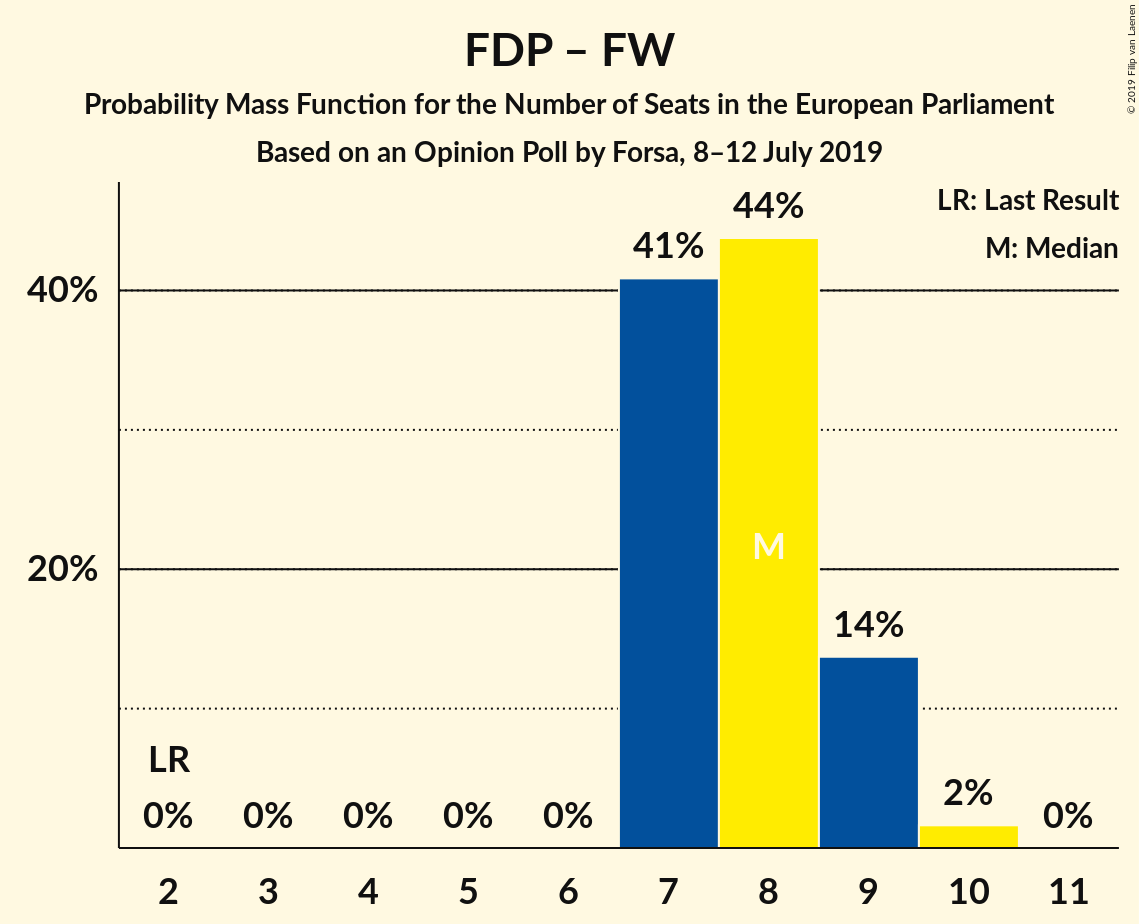 FDP – FW
Probability Mass Function for the Number of Seats in the European Parliament
Based on an Opinion Poll by Forsa, 8–12 July 2019
© 2019 Filip van Laenen
LR: Last Result
M: Median
40%
20%
LR
0%
0%
0%
0%
0%
41%
44%
M
14%
2%
0%
2 3 4 5 6 7 8 9 10 11